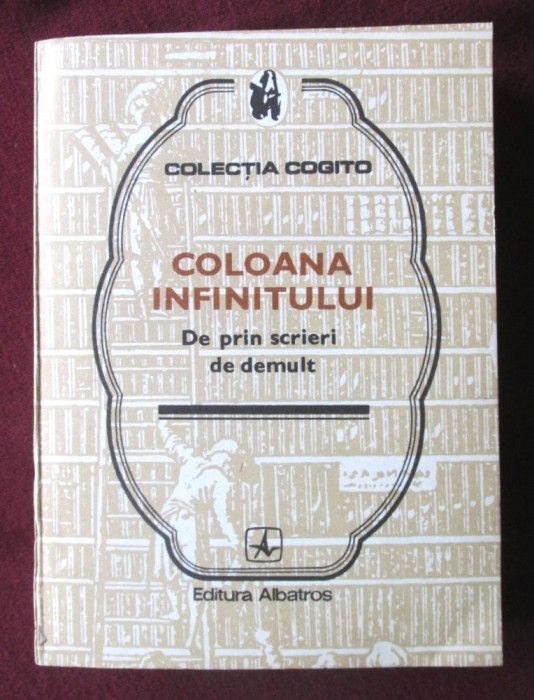 COLECȚIA COGITO
COLOANA
INFINITULUI
De prin scrieri
de demult
Editura Albatros